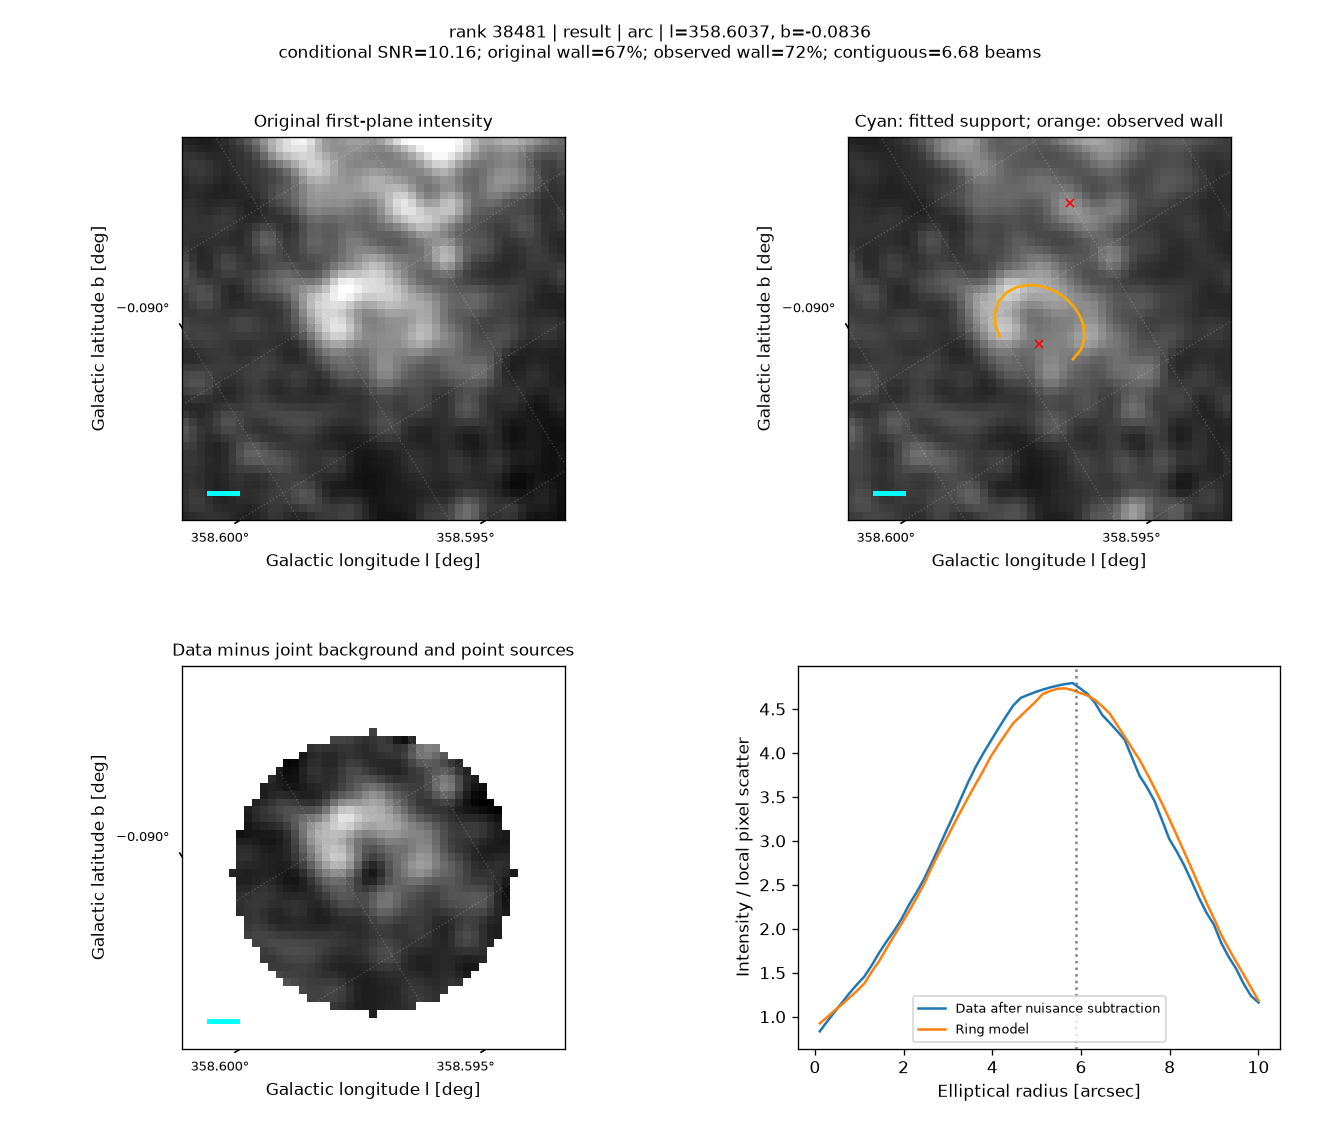 rank 38481 | result | arc | l=358.6037, b=-0.0836
conditional SNR=10.16; original wall=67%; observed wall=72%; contiguous=6.68 beams
Original first-plane intensity
Cyan: fitted support; orange: observed wall
Galactic latitude b [deg]
−0.090°
358.600°
358.595°
Galactic longitude l [deg]
Galactic latitude b [deg]
−0.090°
358.600°
358.595°
Galactic longitude l [deg]
Data minus joint background and point sources
Galactic latitude b [deg]
−0.090°
358.600°
358.595°
Galactic longitude l [deg]
Intensity / local pixel scatter
4.5
4.0
3.5
3.0
2.5
2.0
1.5
1.0
Data after nuisance subtraction
Ring model
0 2 4 6 8 10
Elliptical radius [arcsec]